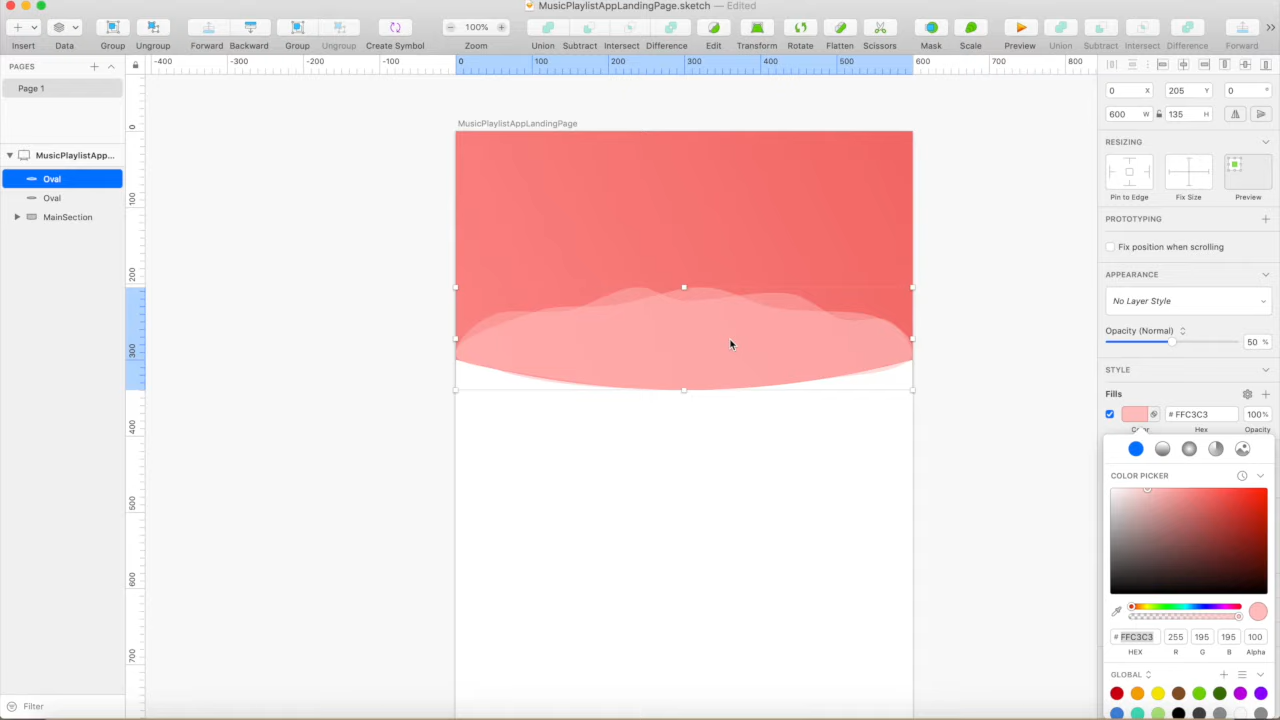 MusicPlaylistAppLandingPage.sketch — Edited
100%
Insert Data Group Ungroup Forward Backward Group Ungroup Create Symbol Zoom Union Subtract Intersect Difference Edit Transform Rotate Flatten Scissors Mask Scale Preview Union Subtract Intersect Difference Forward
PAGES
Page 1
MusicPlaylistApp...
Oval
Oval
MainSection
Filter
-400 -300 -200 -100 0 100 200 300 400 500 600 700 800
0
100
200
300
400
500
600
700
MusicPlaylistAppLandingPage
0 X 205 Y 0 °
600 W 135 H
RESIZING
Pin to Edge Fix Size Preview
PROTOTYPING
Fix position when scrolling
APPEARANCE
No Layer Style
Opacity (Normal)
50 %
STYLE
Fills
# FFC3C3 100%
Color Hex Opacity
COLOR PICKER
# FFC3C3 255 195 195 100
HEX R G B Alpha
GLOBAL